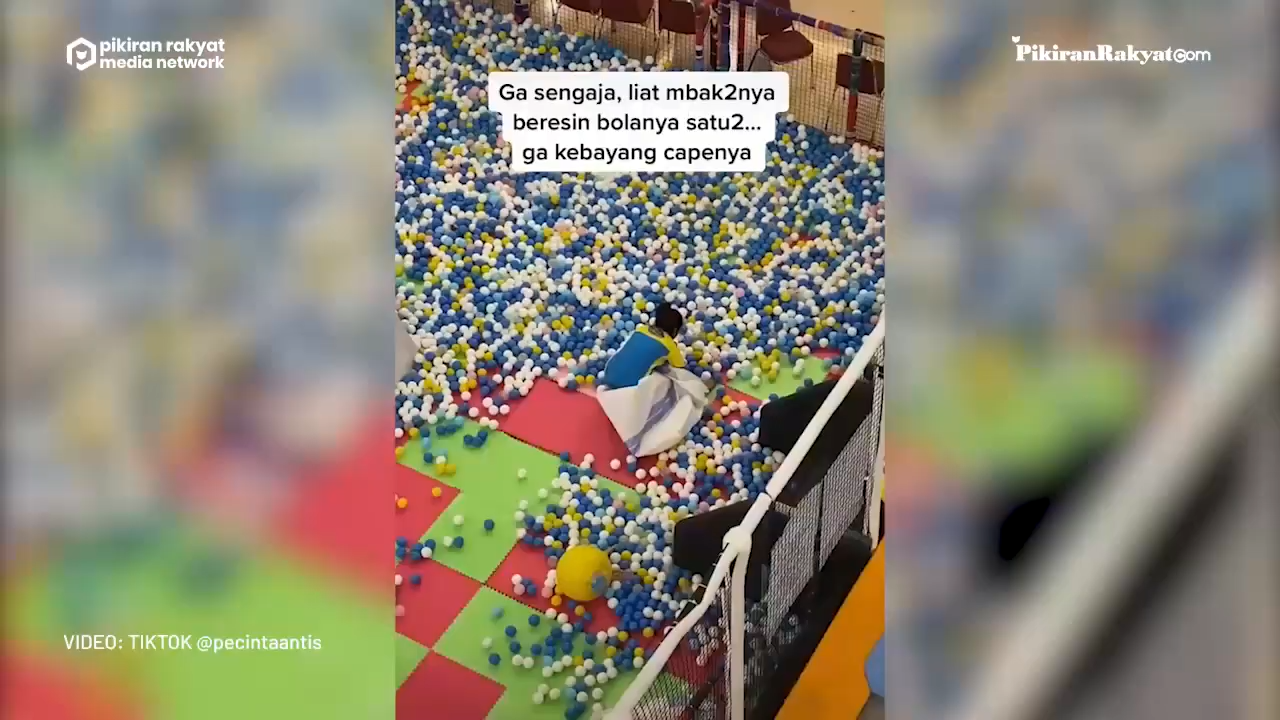 pikiran rakyat
media network
PikiranRakyat.com
Ga sengaja, liat mbak2nya
beresin bolanya satu2...
ga kebayang capenya
VIDEO: TIKTOK @pecintaantis